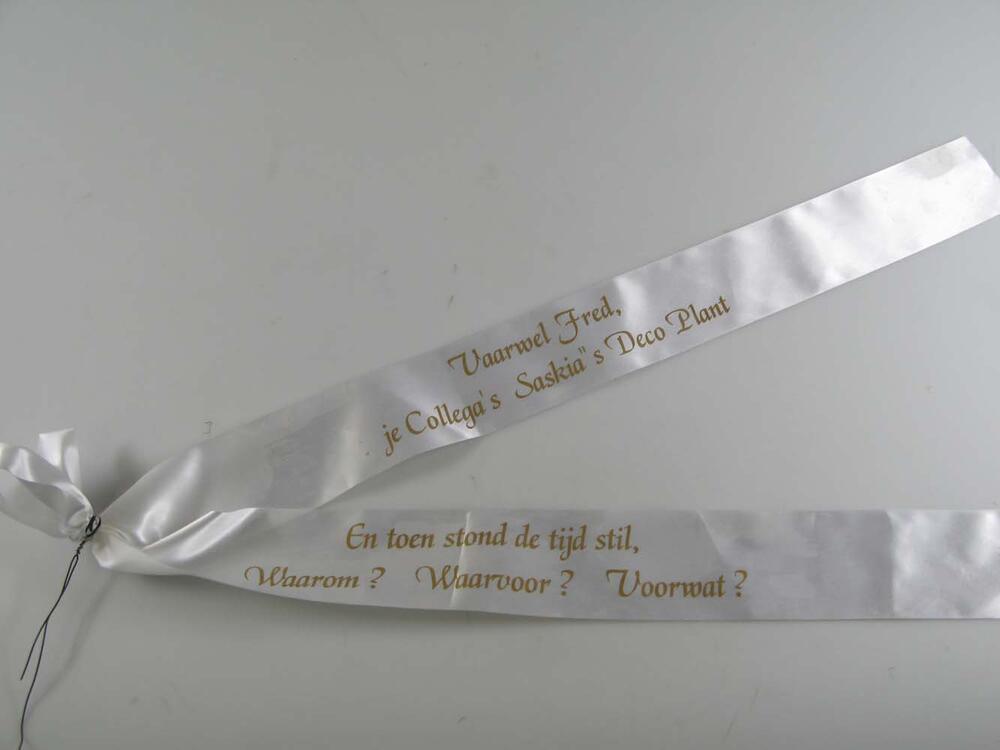 Vaarwel Fred,
je Collega's Saskia"s Deco Plant
En toen stond de tijd stil,
Waarom ? Waarvoor ? Voorwat ?